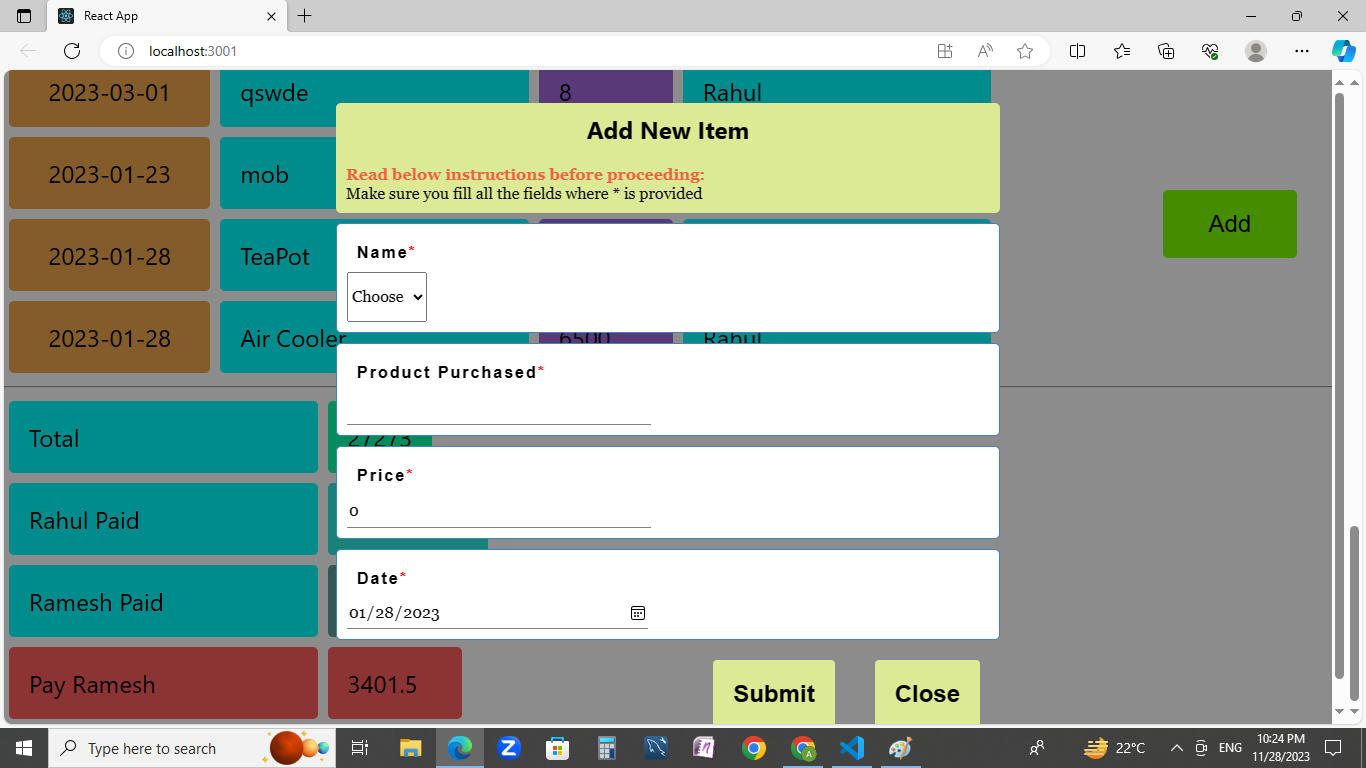 React App
localhost:3001
2023-03-01 qswde 8 Rahul
Add New Item
Read below instructions before proceeding:
Make sure you fill all the fields where * is provided
2023-01-23 mob
Add
2023-01-28 TeaPot
Name*
Choose
2023-01-28 Air Cooler 6500 Rahul
Product Purchased*
Total 27273
Price*
0
Rahul Paid
Date*
01/28/2023
Ramesh Paid
Pay Ramesh 3401.5
Submit Close
Type here to search
22°C
ENG
10:24 PM
11/28/2023